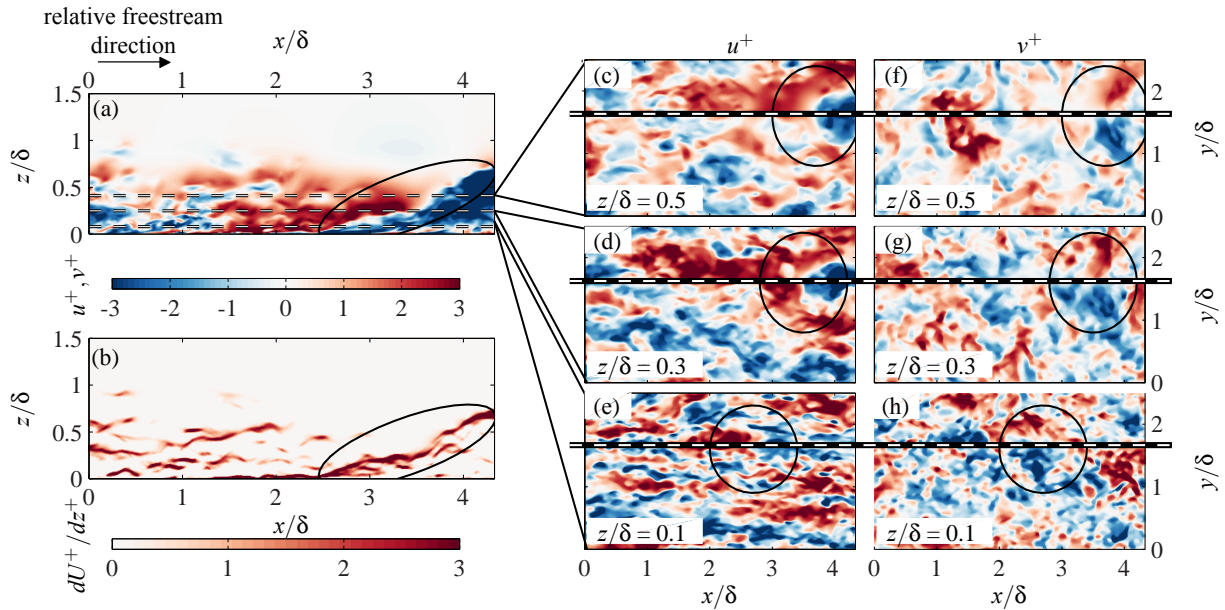 relative freestream
direction
x/δ
0 1 2 3 4
(a)
1.5
1
0.5
0
z/δ
-3 -2 -1 0 1 2 3
u⁺, v⁺
(b)
1.5
1
0.5
0
z/δ
0 1 2 3 4
x/δ
dU⁺/dz⁺
0 1 2 3
u⁺ v⁺
(c) (f)
2
1
0
y/δ
z/δ = 0.5 z/δ = 0.5
(d) (g)
2
1
0
y/δ
z/δ = 0.3 z/δ = 0.3
(e) (h)
2
1
0
y/δ
z/δ = 0.1 z/δ = 0.1
0 1 2 3 4 0 1 2 3 4
x/δ x/δ